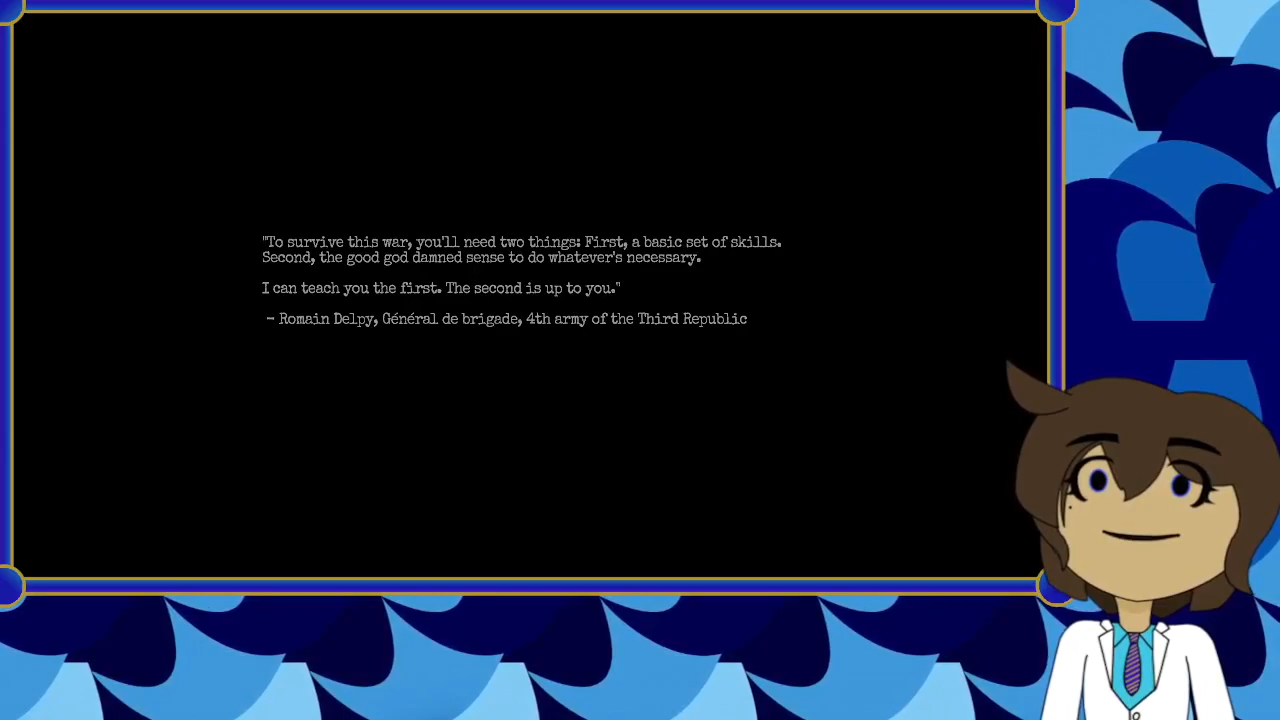 "To survive this war, you'll need two things: First, a basic set of skills.
Second, the good god damned sense to do whatever's necessary.
I can teach you the first. The second is up to you."
- Romain Delpy, Général de brigade, 4th army of the Third Republic